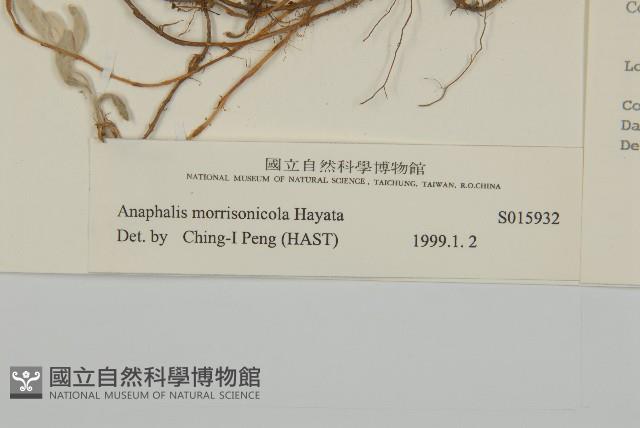 國立自然科學博物館
NATIONAL MUSEUM OF NATURAL SCIENCE, TAICHUNG, TAIWAN, R.O.CHINA
Anaphalis morrisonicola Hayata S015932
Det. by Ching-I Peng (HAST) 1999.1. 2
Co
Lo
Co
Da
De
國立自然科學博物館
NATIONAL MUSEUM OF NATURAL SCIENCE